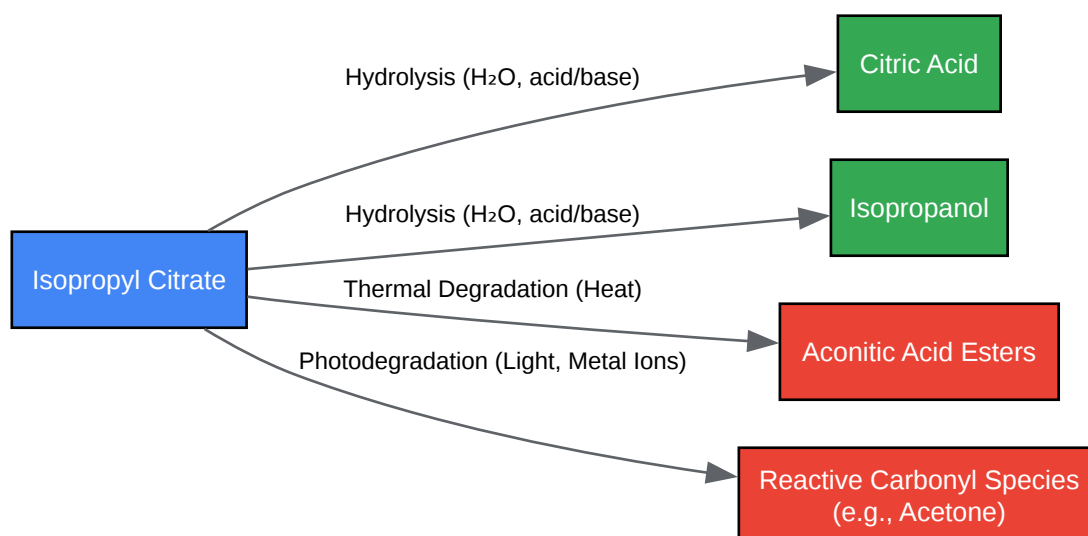 Hydrolysis (H₂O, acid/base)
Citric Acid
Hydrolysis (H₂O, acid/base)
Isopropanol
Isopropyl Citrate
Thermal Degradation (Heat)
Aconitic Acid Esters
Photodegradation (Light, Metal Ions)
Reactive Carbonyl Species
(e.g., Acetone)